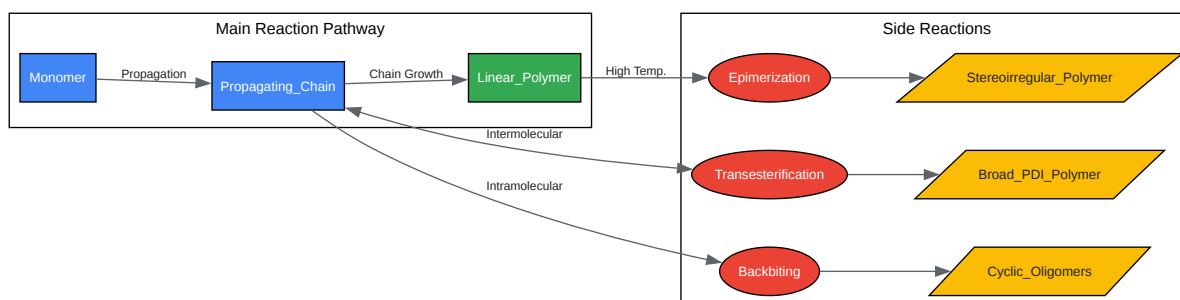 Main Reaction Pathway
Side Reactions
Monomer
Propagation
Propagating_Chain
Chain Growth
Linear_Polymer
High Temp.
Epimerization
Stereoirregular_Polymer
Intermolecular
Transesterification
Broad_PDI_Polymer
Intramolecular
Backbiting
Cyclic_Oligomers